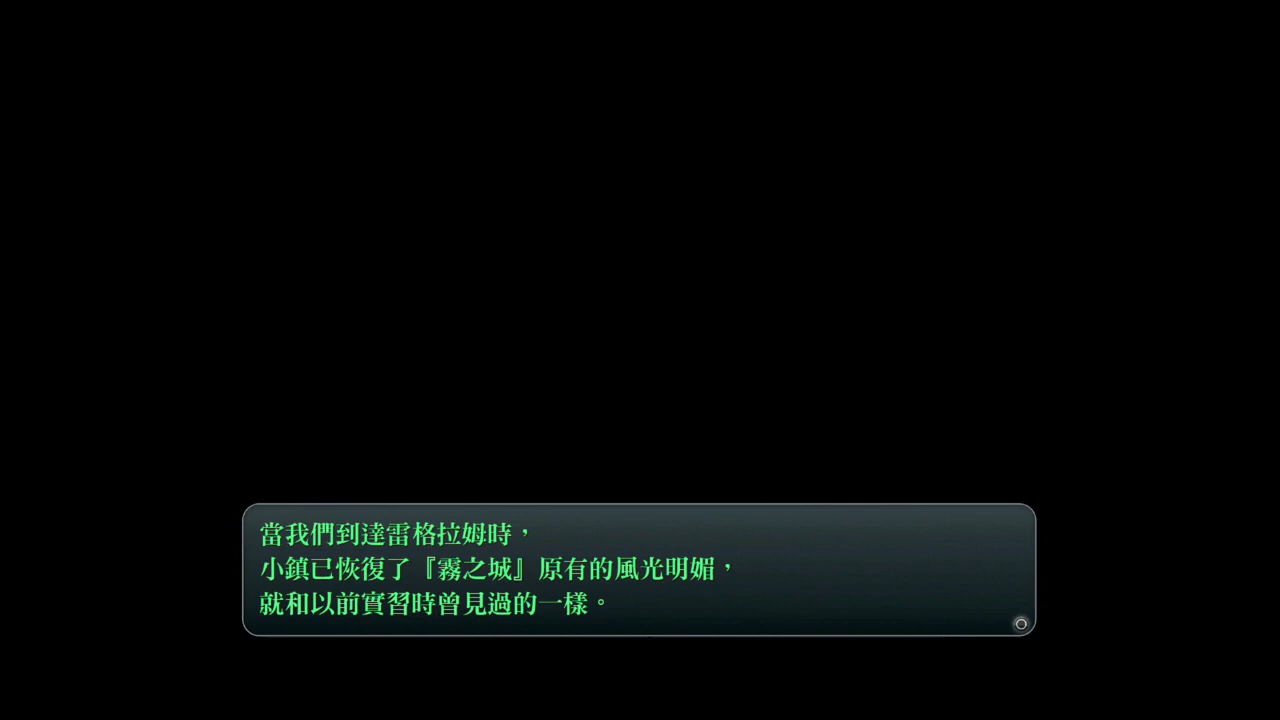 當我們到達雷格拉姆時，
小鎮已恢復了『霧之城』原有的風光明媚，
就和以前實習時曾見過的一樣。